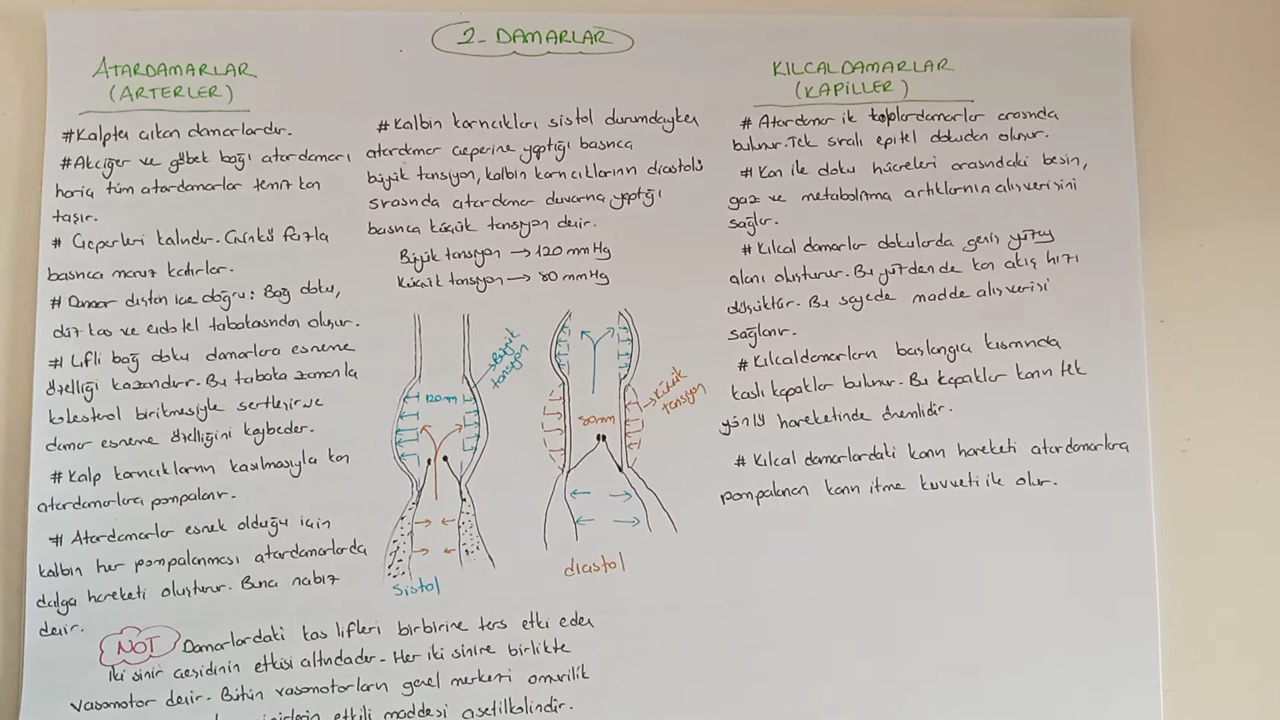 2- DAMARLAR
ATARDAMARLAR
(ARTERLER)
#Kalpten çıkan damarlardır.
#Akciğer ve göbek bağı atardamarı
hariç tüm atardamarlar temiz kan
taşır.
# Çeperleri kalındır. Çünkü fazla
basınca maruz kalırlar.
# Damar dıştan içe doğru: Bağ doku,
düz kas ve endotel tabakasından oluşur.
# Lifli bağ doku damarlara esneme
özelliği kazandırır. Bu tabaka zamanla
kolestrol birikmesiyle sertleşir ve
damar esneme özelliğini kaybeder.
# Kalp karıncıklarının kasılmasıyla kan
atardamarlara pompalanır.
# Atardamarlar esnek olduğu için
kalbin her pompalanması atardamarlarda
dalga hareketi oluşturur. Buna nabız
denir.
# Kalbin karıncıkları sistol durumdayken
atardamar çeperine yaptığı basınca
büyük tansiyon, kalbin karıncıklarının diastolü
sırasında atardamar duvarına yaptığı
basınca küçük tansiyon denir.
Büyük tansiyon → 120 mmHg
Küçük tansiyon → 80 mmHg
Büyük
tansiyon
120mm
sistol
Küçük
tansiyon
80mm
diastol
KILCALDAMARLAR
(KAPİLLER)
# Atardamar ile toplardamarlar arasında
bulunur. Tek sıralı epitel dokudan oluşur.
# Kan ile doku hücreleri arasındaki besin,
gaz ve metabolizma artıklarının alışverişini
sağlar.
# Kılcal damarlar dokularda geniş yüzey
alanı oluşturur. Bu yüzden de kan akış hızı
düşüktür. Bu sayede madde alışverişi
sağlanır.
# Kılcaldamarların başlangıç kısmında
kaslı kapaklar bulunur. Bu kapaklar kanın tek
yönlü hareketinde önemlidir.
# Kılcal damarlardaki kanın hareketi atardamarlara
pompalanan kanın itme kuvveti ile olur.
NOT Damarlardaki kas lifleri birbirine ters etki eden
iki sinir çeşidinin etkisi altındadır. Her iki sinire birlikte
vasomotor denir. Bütün vasomotorların genel merkezi omurilik
sinirlerin etkili maddesi asetilkolindir.